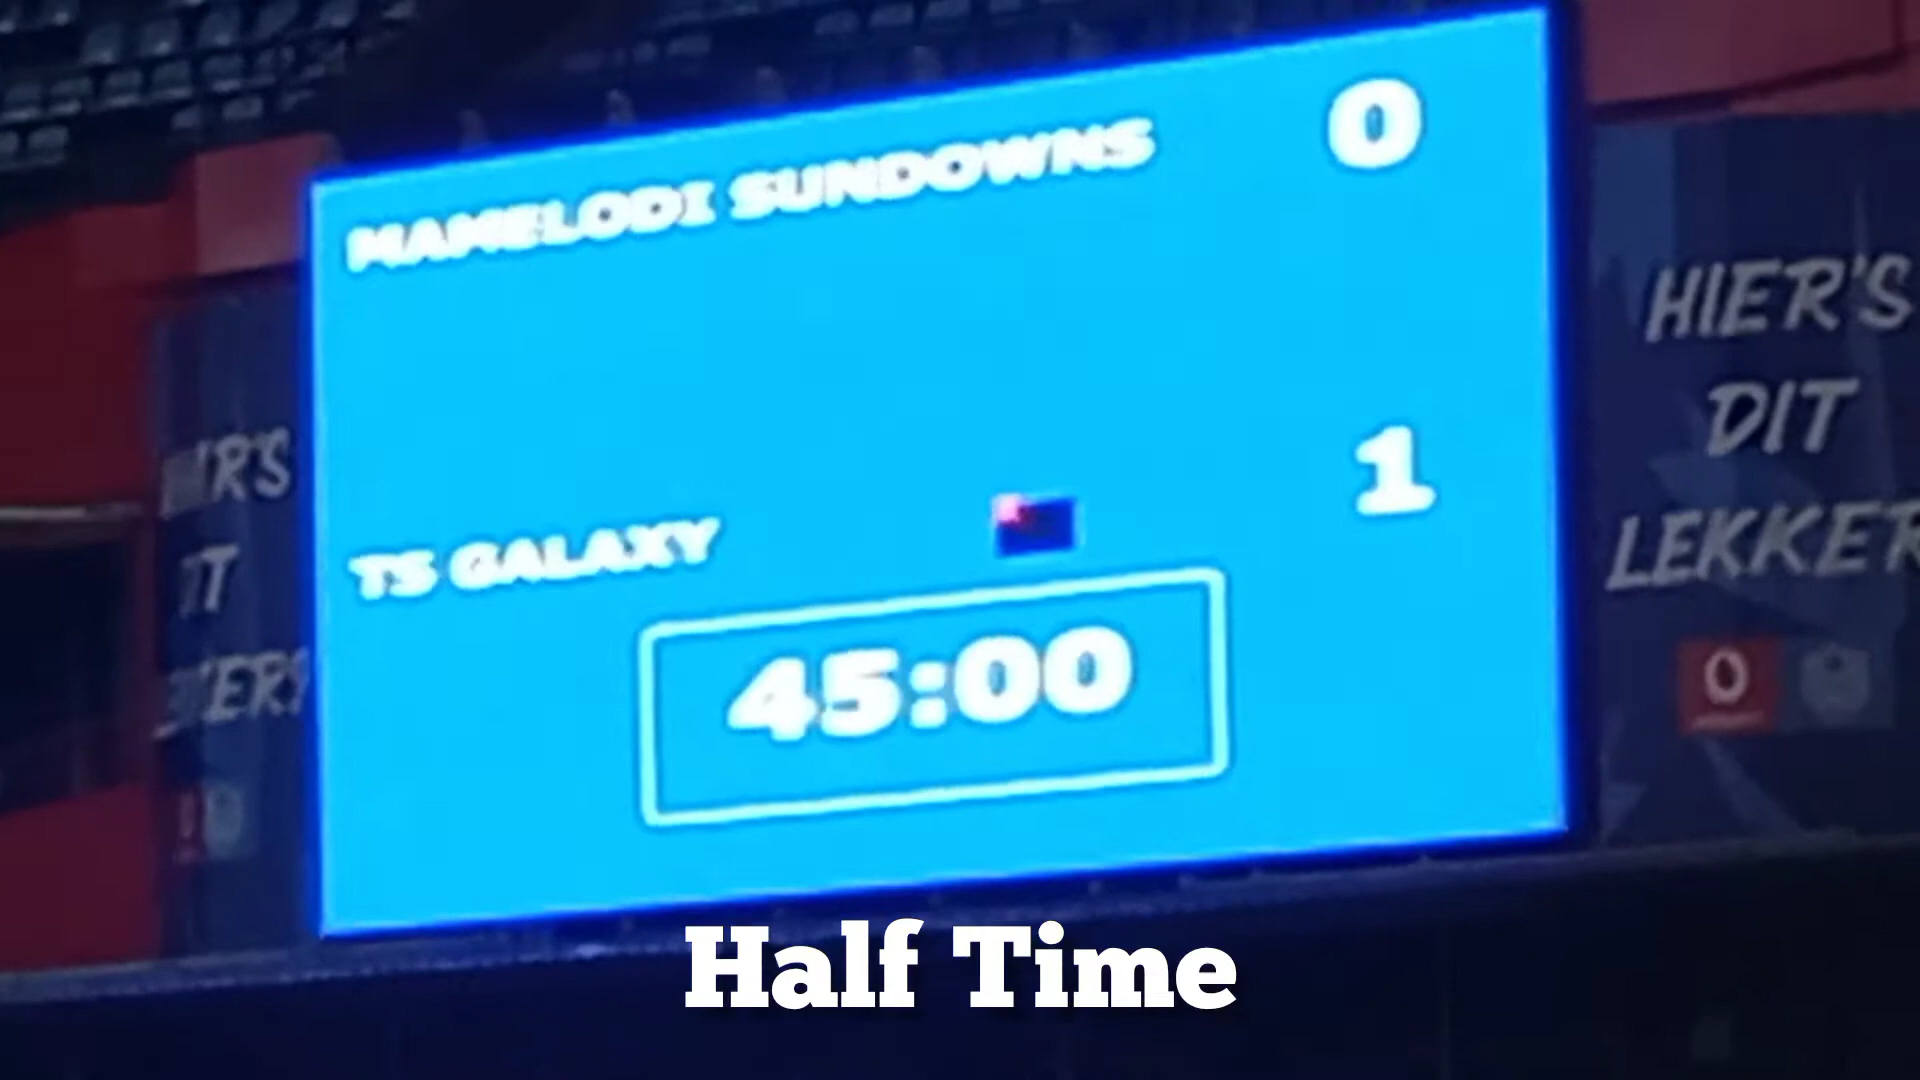 MAMELODI SUNDOWNS 0
TS GALAXY 1
45:00
HIER'S
DIT
LEKKER
Half Time